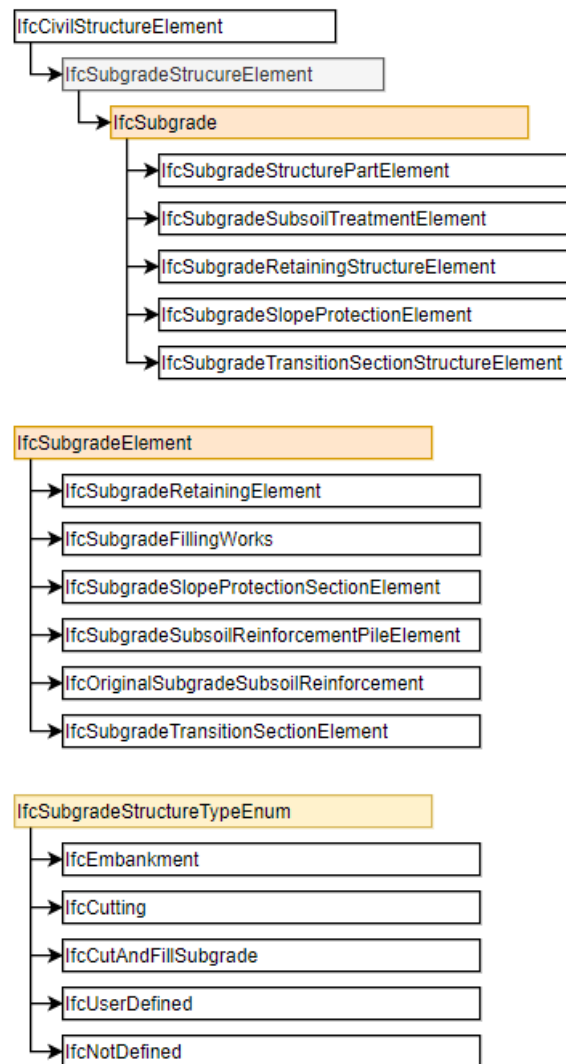 IfcCivilStructureElement
IfcSubgradeStrucureElement
IfcSubgrade
IfcSubgradeStructurePartElement
IfcSubgradeSubsoilTreatmentElement
IfcSubgradeRetainingStructureElement
IfcSubgradeSlopeProtectionElement
IfcSubgradeTransitionSectionStructureElement
IfcSubgradeElement
IfcSubgradeRetainingElement
IfcSubgradeFillingWorks
IfcSubgradeSlopeProtectionSectionElement
IfcSubgradeSubsoilReinforcementPileElement
IfcOriginalSubgradeSubsoilReinforcement
IfcSubgradeTransitionSectionElement
IfcSubgradeStructureTypeEnum
IfcEmbankment
IfcCutting
IfcCutAndFillSubgrade
IfcUserDefined
IfcNotDefined